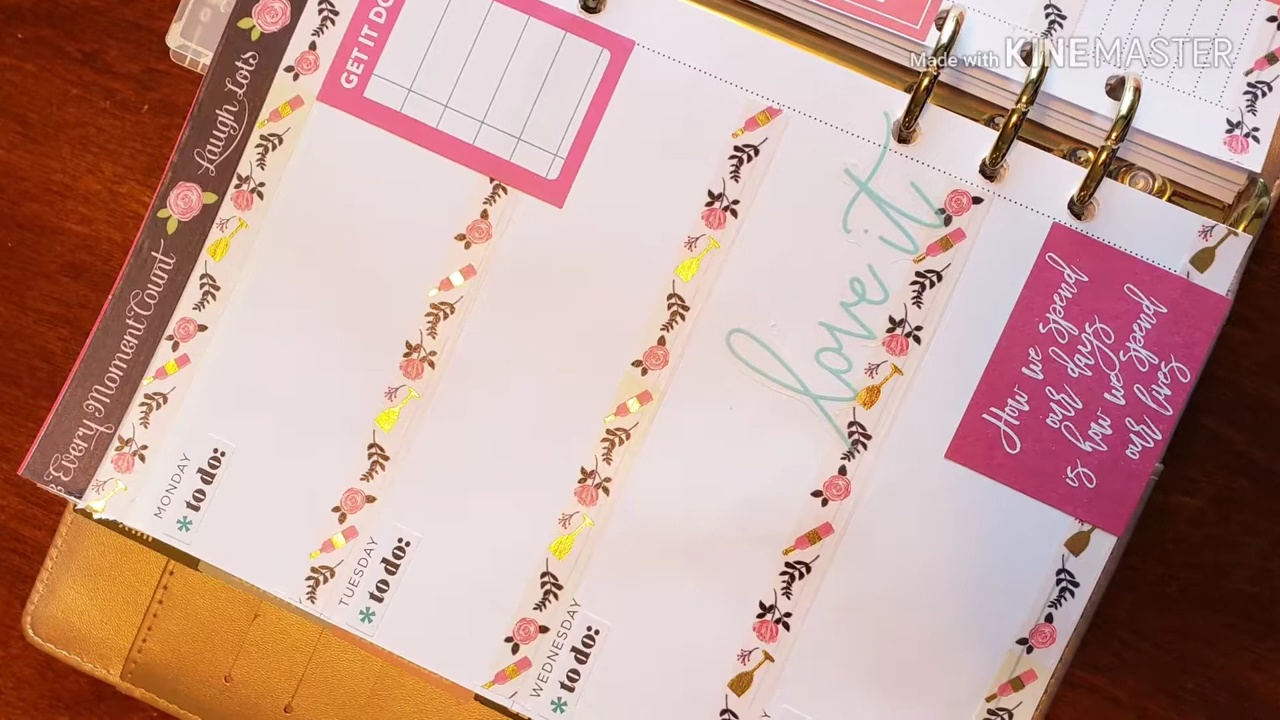 Made with KINEMASTER
Laugh Lots
Every Moment Count
GET IT DO
love it
How we spend
our days
is how we spend
our lives
MONDAY
*to do:
TUESDAY
*to do:
WEDNESDAY
*to do: